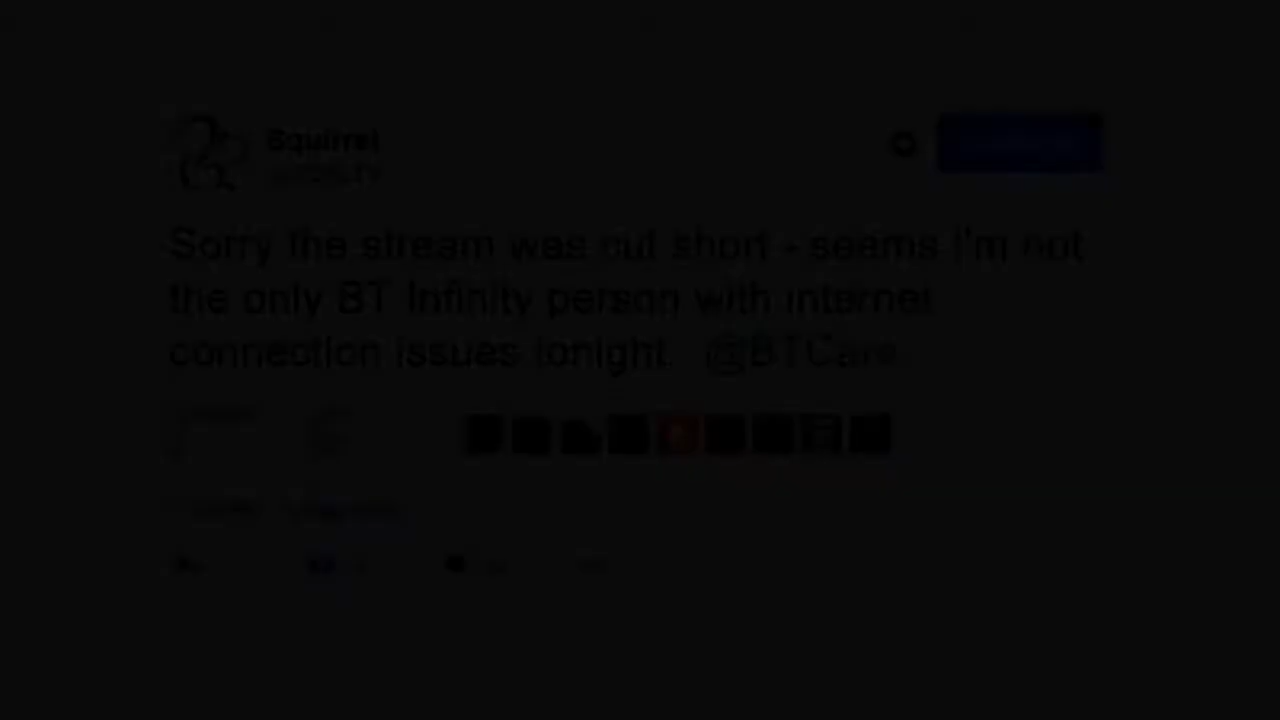 Squirrel
Sorry the stream was cut short - seems I'm not
the only BT Infinity person with internet
connection issues tonight. @BTCare